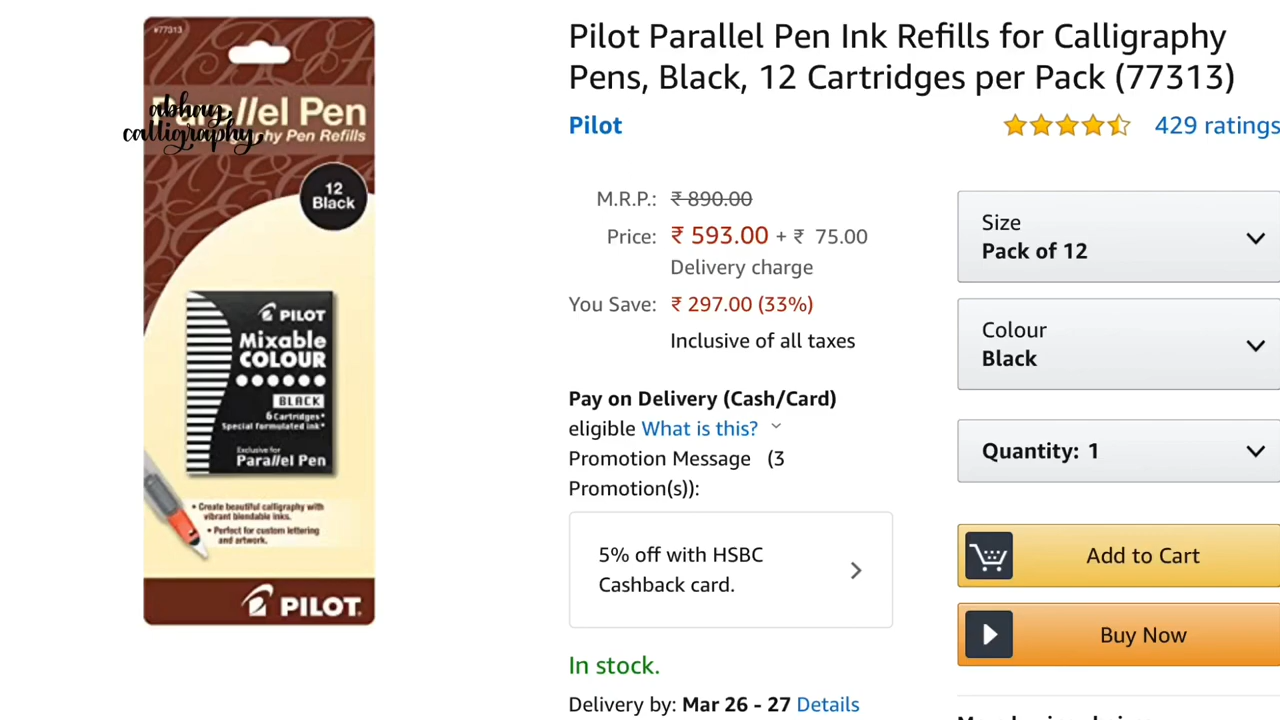 #77313
Parallel Pen
Calligraphy Pen Refills
abhay.
calligraphy.
12
Black
PILOT
Mixable
COLOUR
BLACK
6 Cartridges*
Special formulated ink*
Exclusive for
Parallel Pen
• Create beautiful calligraphy with
vibrant blendable inks.
• Perfect for custom lettering
and artwork.
PILOT
Pilot Parallel Pen Ink Refills for Calligraphy
Pens, Black, 12 Cartridges per Pack (77313)
Pilot
429 ratings
M.R.P.: ₹ 890.00
Price: ₹ 593.00 + ₹ 75.00
Delivery charge
You Save: ₹ 297.00 (33%)
Inclusive of all taxes
Pay on Delivery (Cash/Card)
eligible What is this?
Promotion Message (3
Promotion(s)):
5% off with HSBC
Cashback card.
In stock.
Delivery by: Mar 26 - 27 Details
Size
Pack of 12
Colour
Black
Quantity: 1
Add to Cart
Buy Now